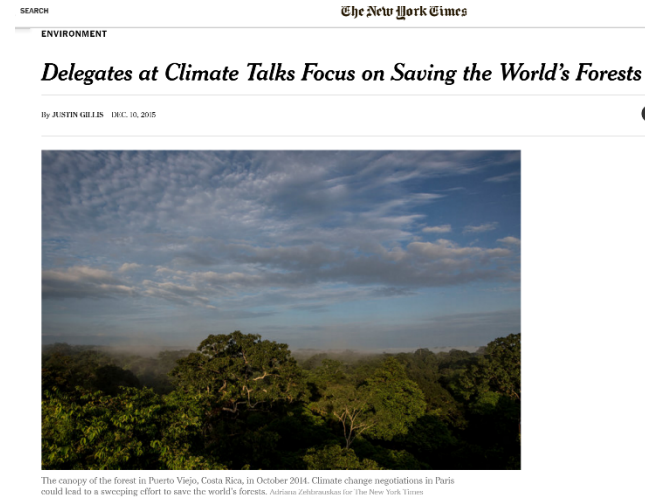 SEARCH
The New York Times
ENVIRONMENT
Delegates at Climate Talks Focus on Saving the World's Forests
By JUSTIN GILLIS DEC. 10, 2015
The canopy of the forest in Puerto Viejo, Costa Rica, in October 2014. Climate change negotiations in Paris
could lead to a sweeping effort to save the world's forests. Adriana Zehbrauskas for The New York Times